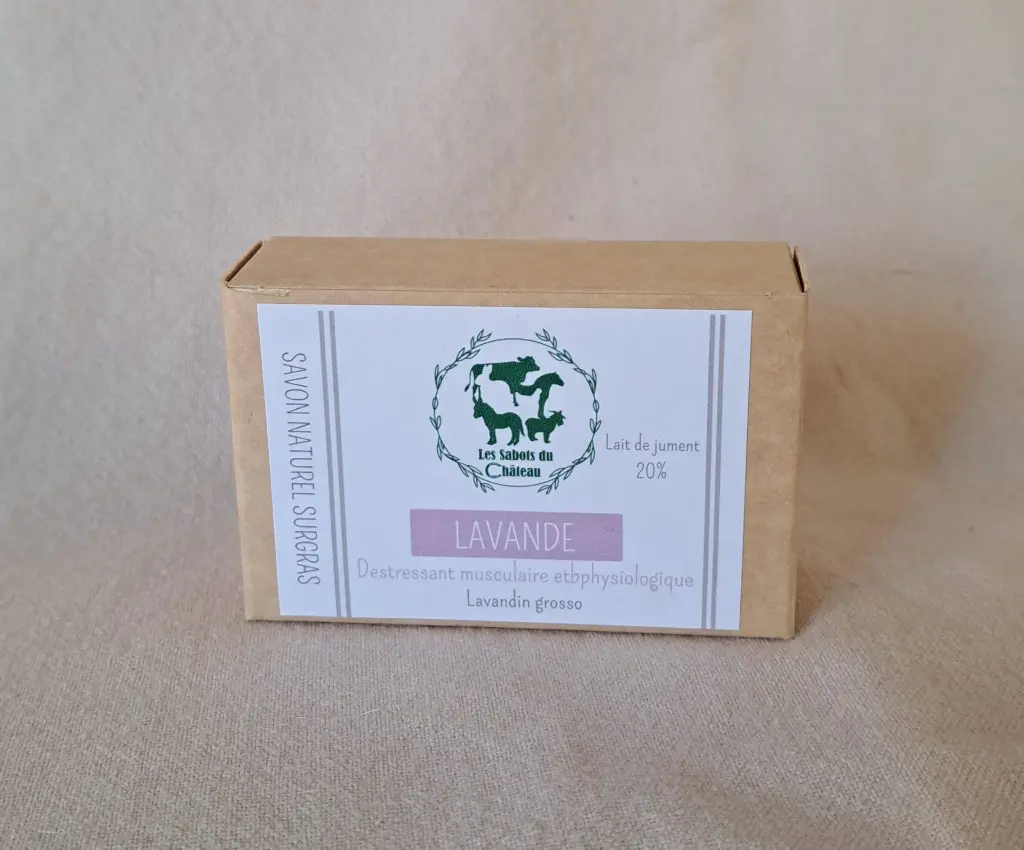 SAVON NATUREL SURGRAS
Les Sabots du
Château
Lait de jument
20%
LAVANDE
Destressant musculaire etbphysiologique
Lavandin grosso